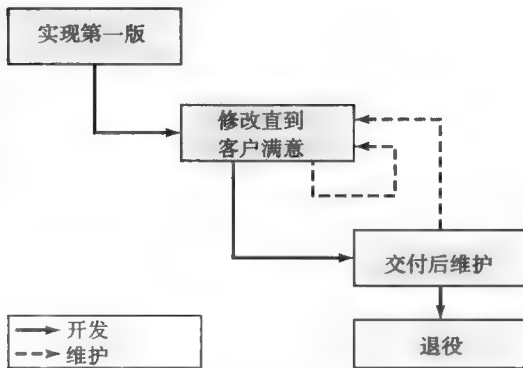 实现第一版
修改直到
客户满意
交付后维护
开发
维护
退役